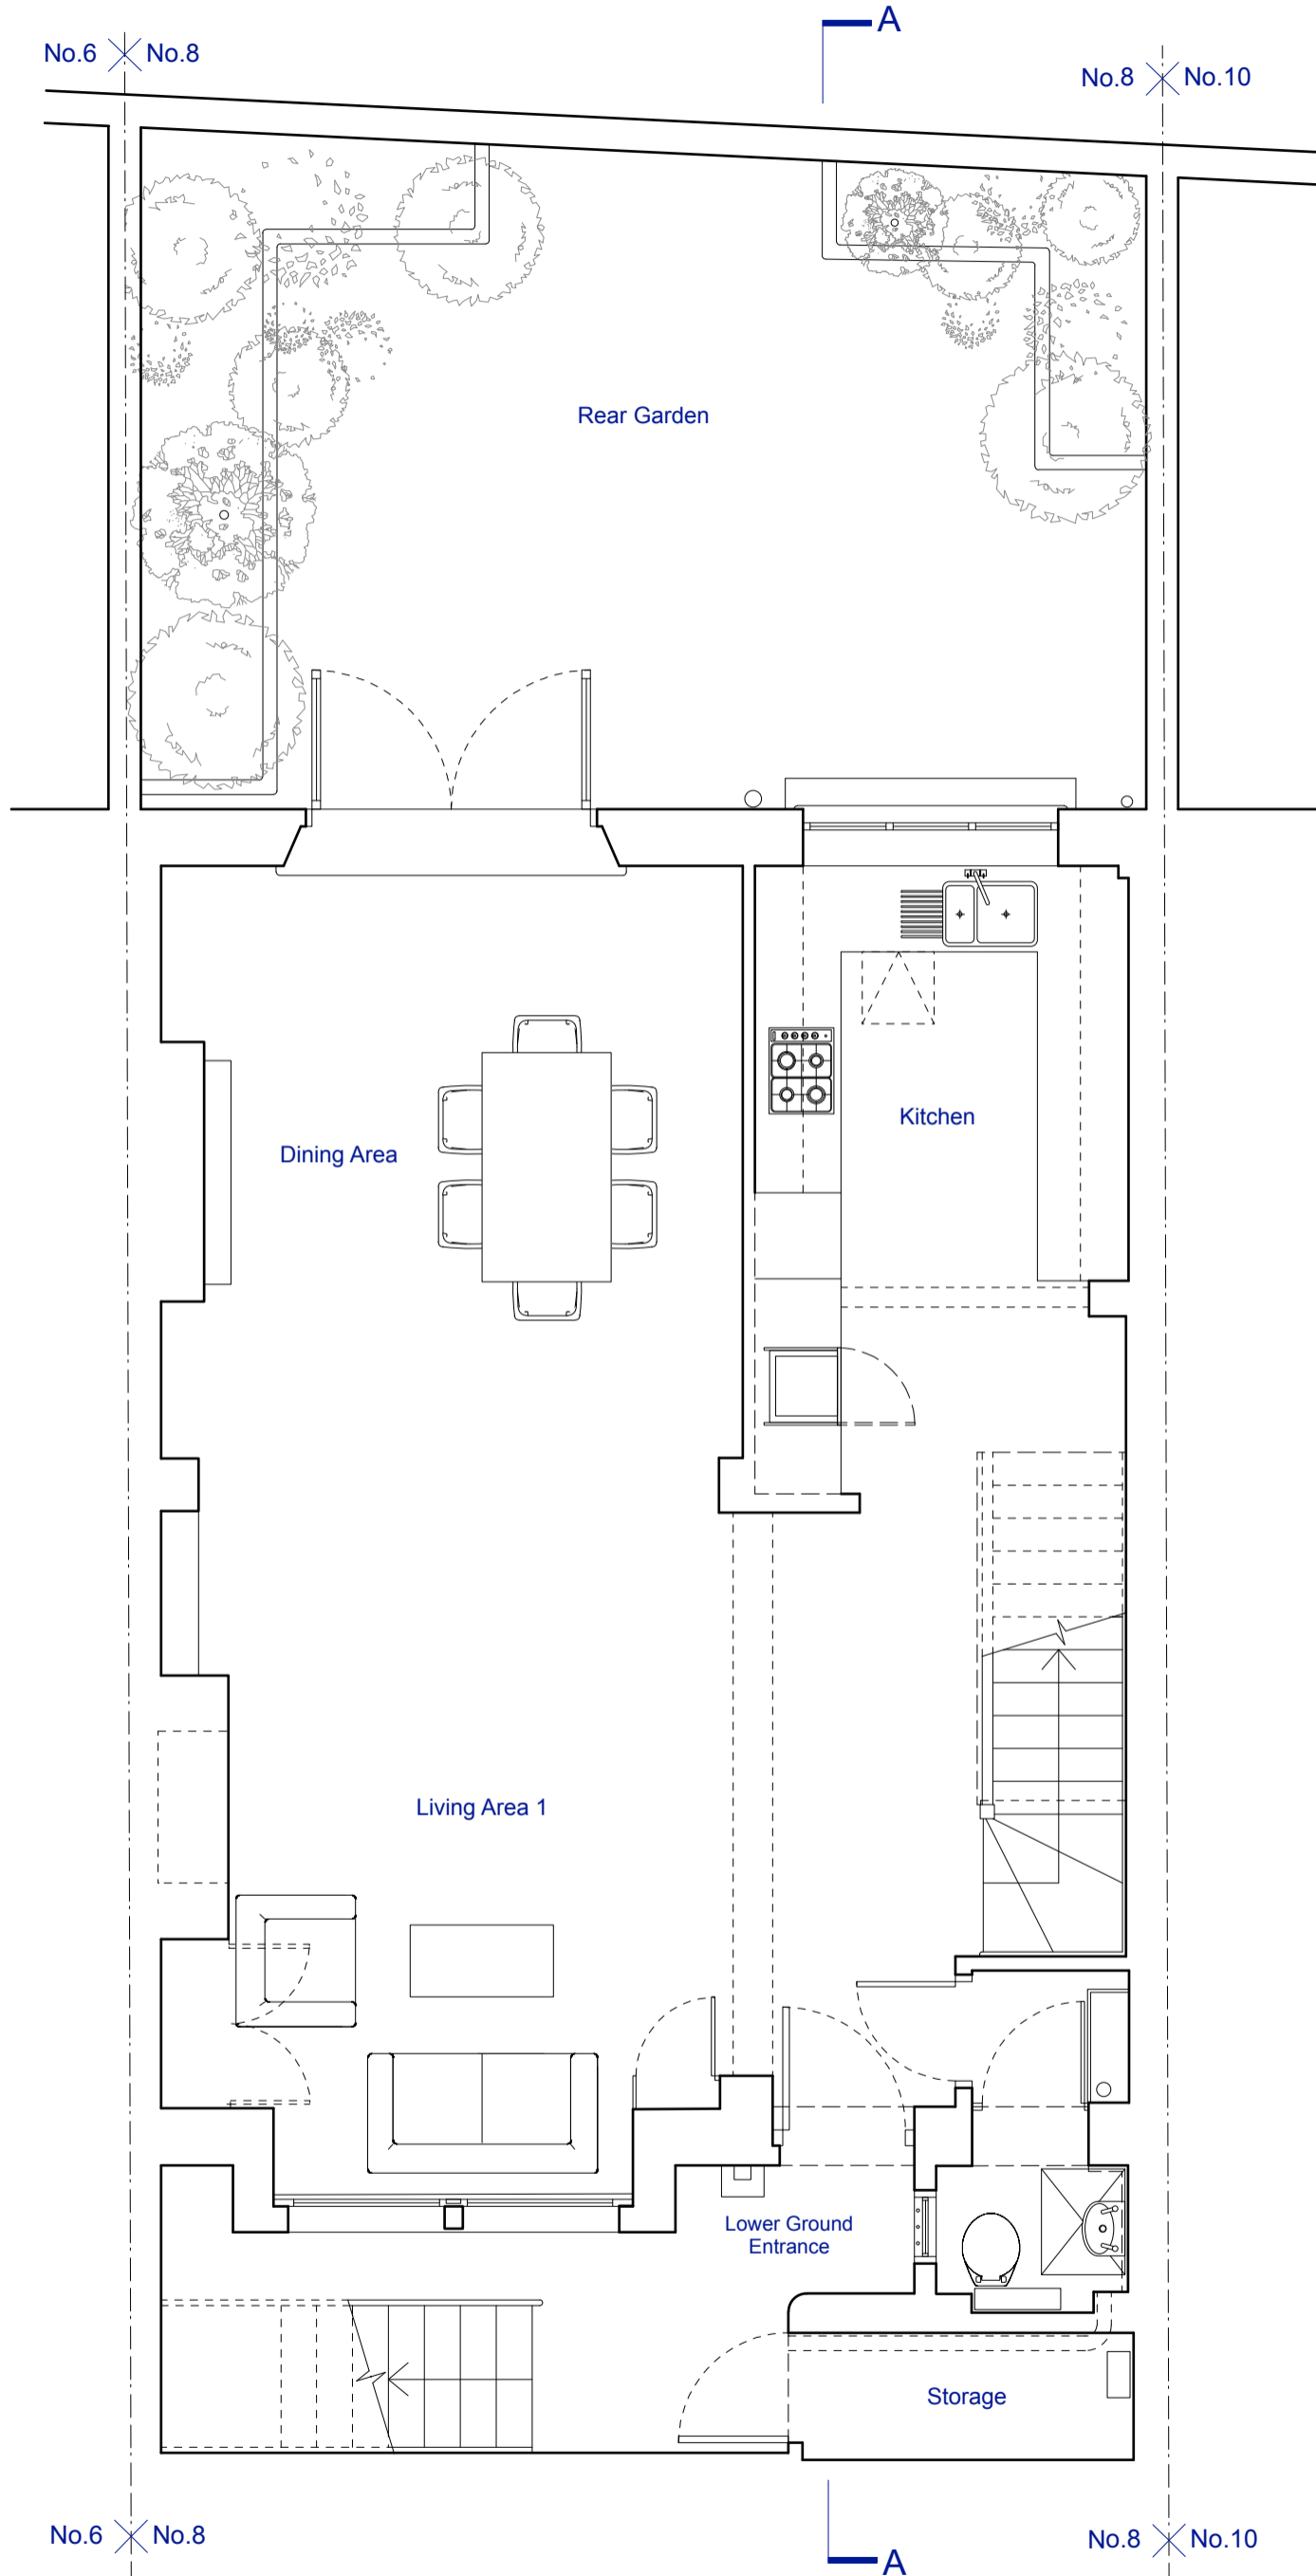 A
No.6 No.8
No.8 No.10
Rear Garden
Kitchen
Dining Area
Living Area 1
Lower Ground
Entrance
Storage
No.6 No.8
No.8 No.10
A